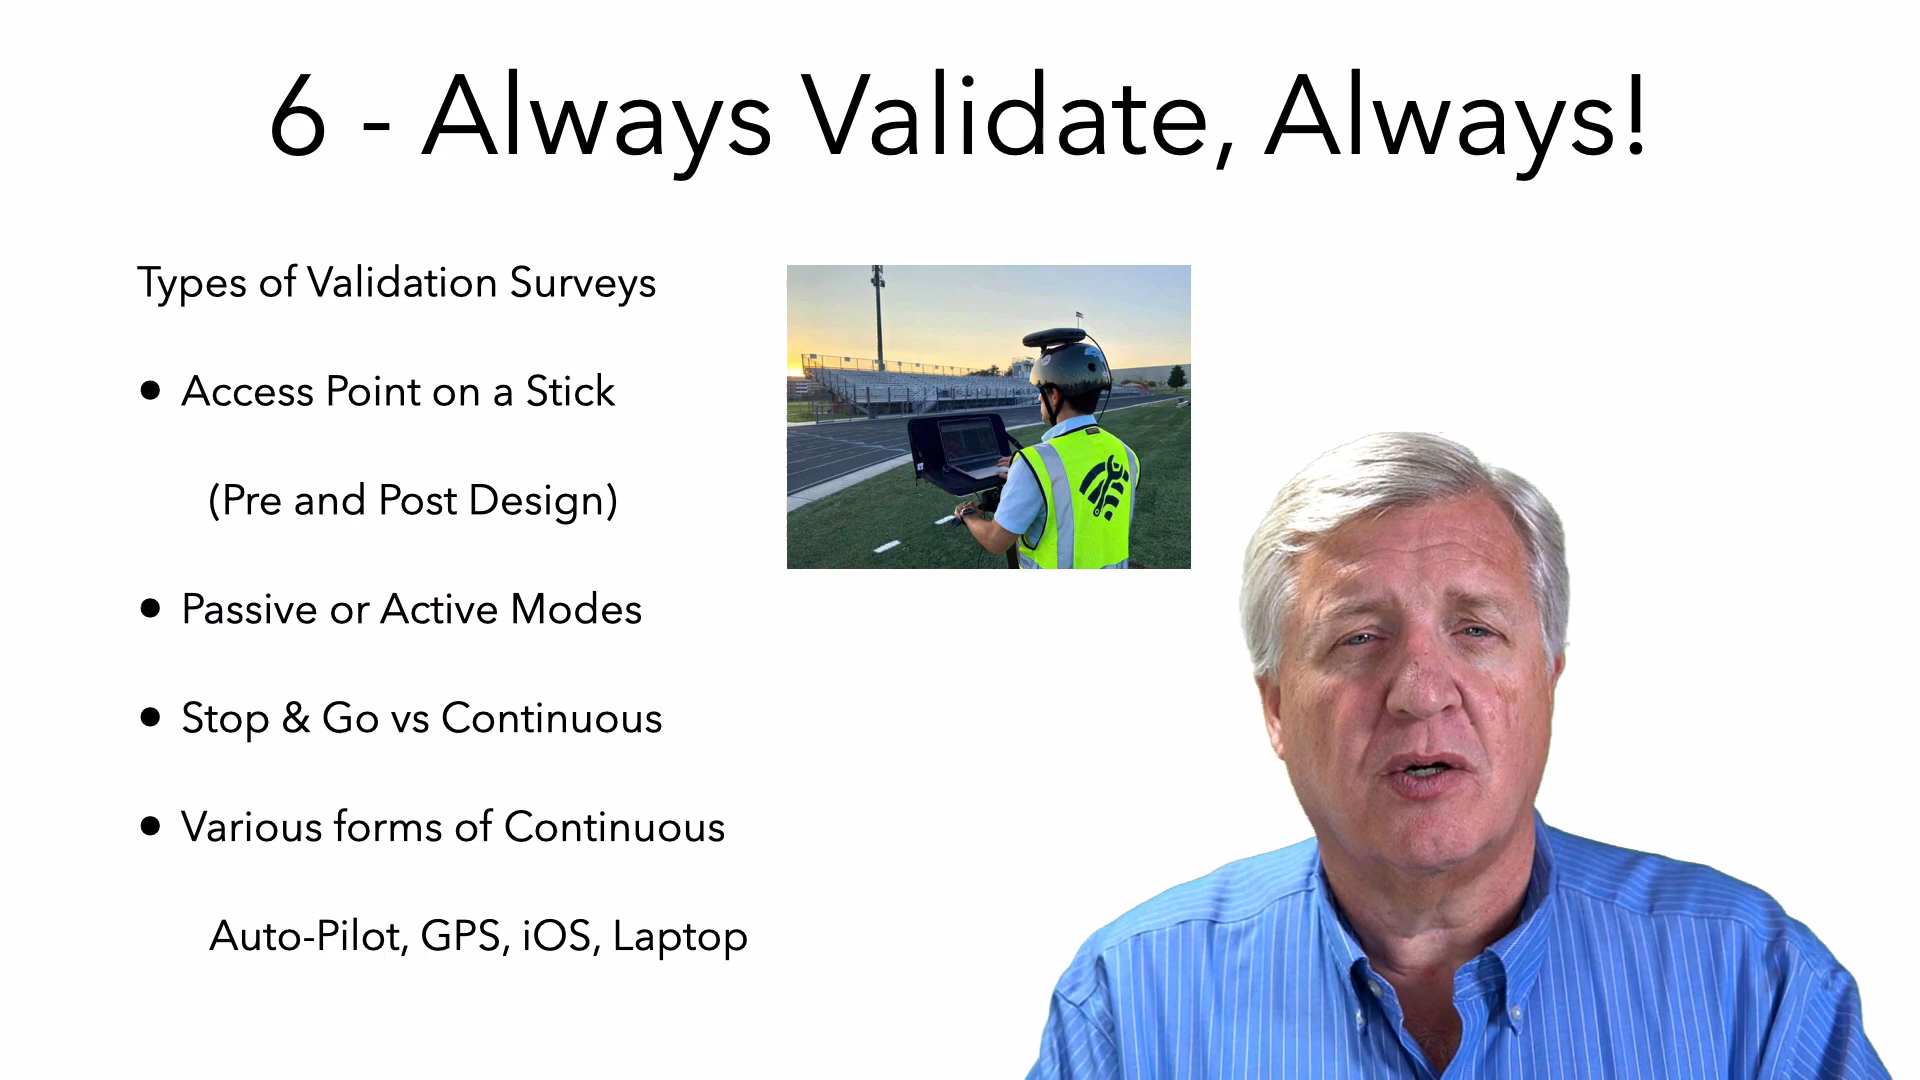 6 - Always Validate, Always!
Types of Validation Surveys
• Access Point on a Stick
(Pre and Post Design)
• Passive or Active Modes
• Stop & Go vs Continuous
• Various forms of Continuous
Auto-Pilot, GPS, iOS, Laptop